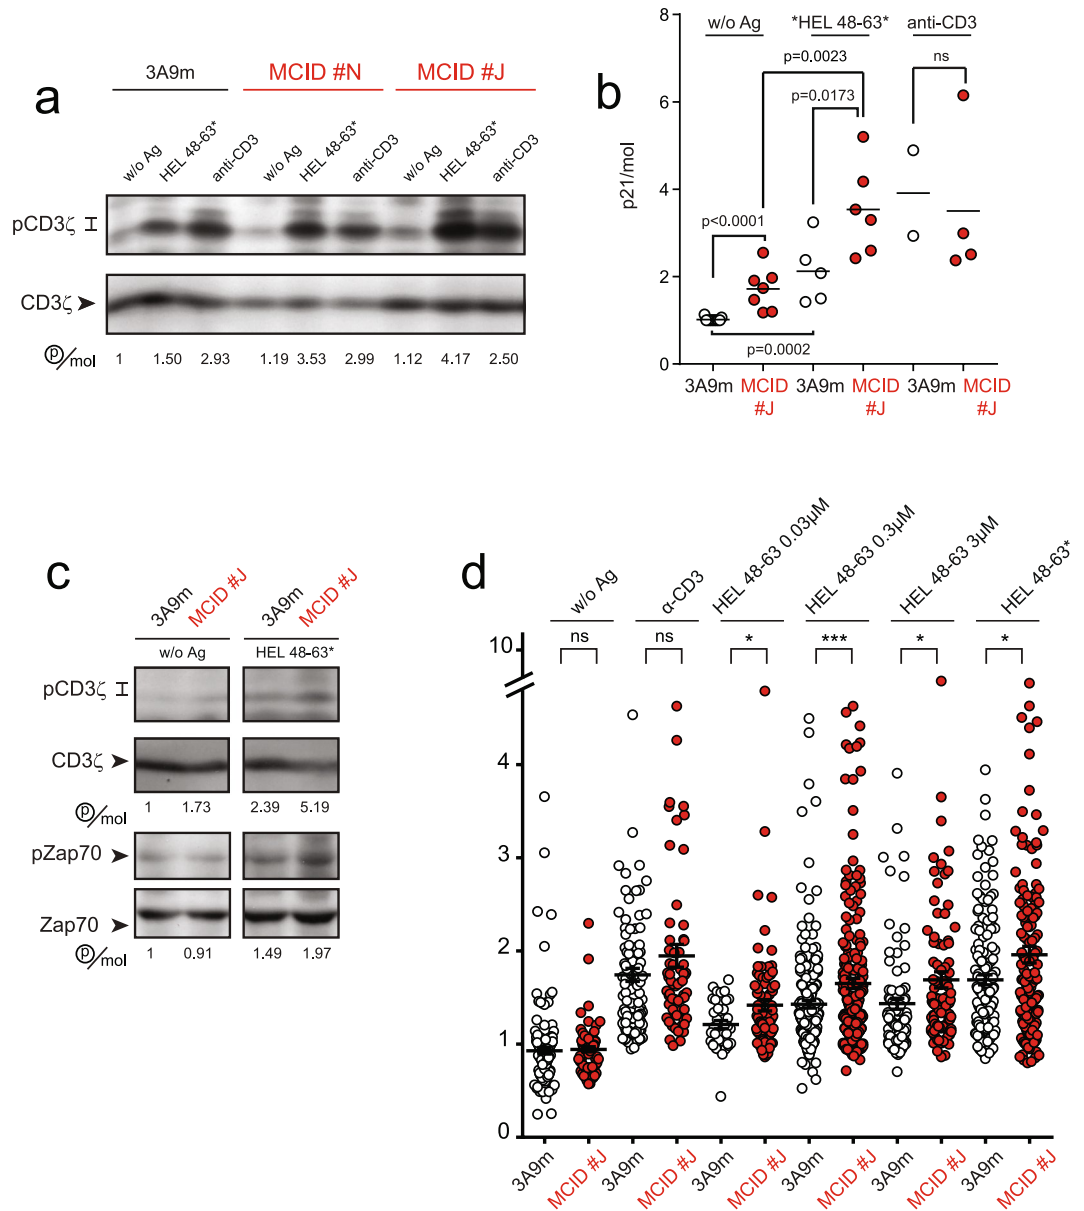 a
3A9m MCID #N MCID #J
w/o Ag HEL 48-63* anti-CD3 w/o Ag HEL 48-63* anti-CD3 w/o Ag HEL 48-63* anti-CD3
pCD3ζ
CD3ζ
℗/mol 1 1.50 2.93 1.19 3.53 2.99 1.12 4.17 2.50
b
w/o Ag *HEL 48-63* anti-CD3
p=0.0023
ns
p=0.0173
p<0.0001
p=0.0002
p21/mol
8
6
4
2
0
3A9m MCID #J 3A9m MCID #J 3A9m MCID #J
c
3A9m MCID #J 3A9m MCID #J
w/o Ag HEL 48-63*
pCD3ζ
CD3ζ
℗/mol 1 1.73 2.39 5.19
pZap70
Zap70
℗/mol 1 0.91 1.49 1.97
d
w/o Ag α-CD3 HEL 48-63 0.03µM HEL 48-63 0.3µM HEL 48-63 3µM HEL 48-63*
ns ns * *** * *
10
4
3
2
1
0
3A9m MCID #J 3A9m MCID #J 3A9m MCID #J 3A9m MCID #J 3A9m MCID #J 3A9m MCID #J